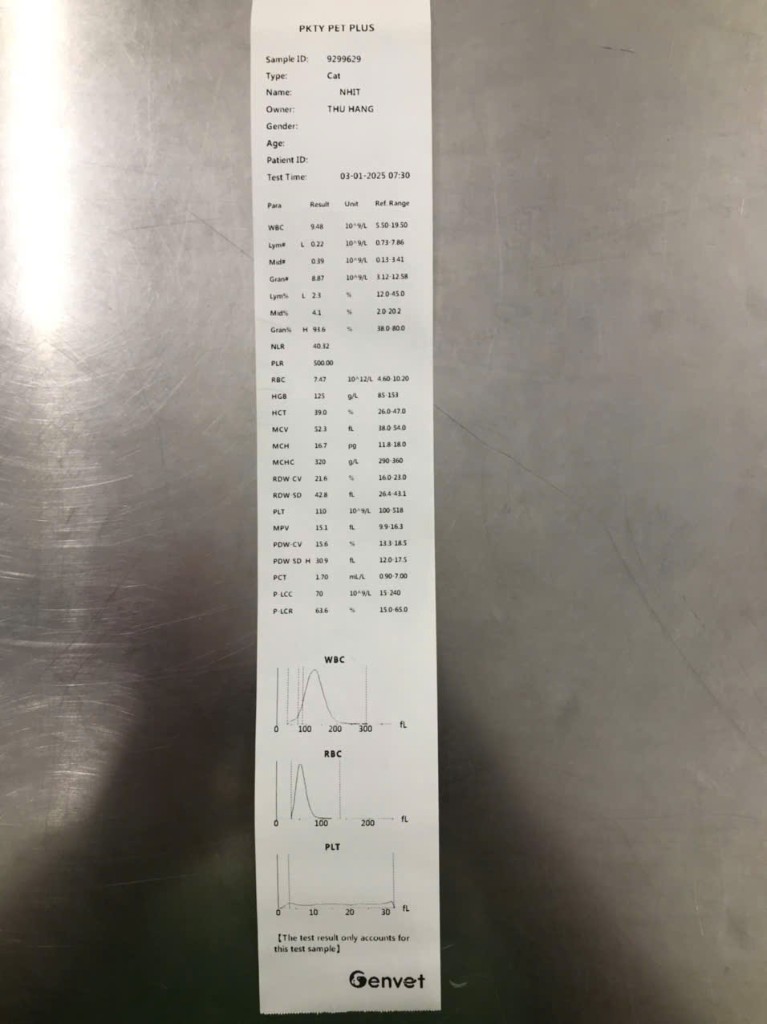 PKTY PET PLUS
Sample ID: 9299629
Type: Cat
Name: NHIT
Owner: THU HANG
Gender:
Age:
Patient ID:
Test Time: 03-01-2025 07:30
Para Result Unit Ref. Range
WBC 9.48 10^9/L 5.50-19.50
Lym# L 0.22 10^9/L 0.73-7.86
Mid# 0.39 10^9/L 0.13-3.41
Gran# 8.87 10^9/L 3.12-12.58
Lym% L 2.3 % 12.0-45.0
Mid% 4.1 % 2.0-20.2
Gran% H 93.6 % 38.0-80.0
NLR 40.32
PLR 500.00
RBC 7.47 10^12/L 4.60-10.20
HGB 125 g/L 85-153
HCT 39.0 % 26.0-47.0
MCV 52.3 fL 38.0-54.0
MCH 16.7 pg 11.8-18.0
MCHC 320 g/L 290-360
RDW-CV 21.6 % 16.0-23.0
RDW-SD 42.8 fL 26.4-43.1
PLT 110 10^9/L 100-518
MPV 15.1 fL 9.9-16.3
PDW-CV 15.6 % 13.3-18.5
PDW-SD H 30.9 fL 12.0-17.5
PCT 1.70 mL/L 0.90-7.00
P-LCC 70 10^9/L 15-240
P-LCR 63.6 % 15.0-65.0
WBC
0 100 200 300 fL
RBC
0 100 200 fL
PLT
0 10 20 30 fL
【The test result only accounts for
this test sample】
Genvet